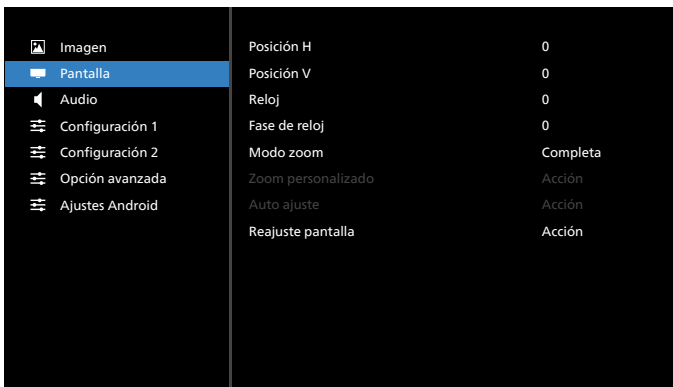 Imagen
Pantalla
Audio
Configuración 1
Configuración 2
Opción avanzada
Ajustes Android
Posición H 0
Posición V 0
Reloj 0
Fase de reloj 0
Modo zoom Completa
Zoom personalizado Acción
Auto ajuste Acción
Reajuste pantalla Acción